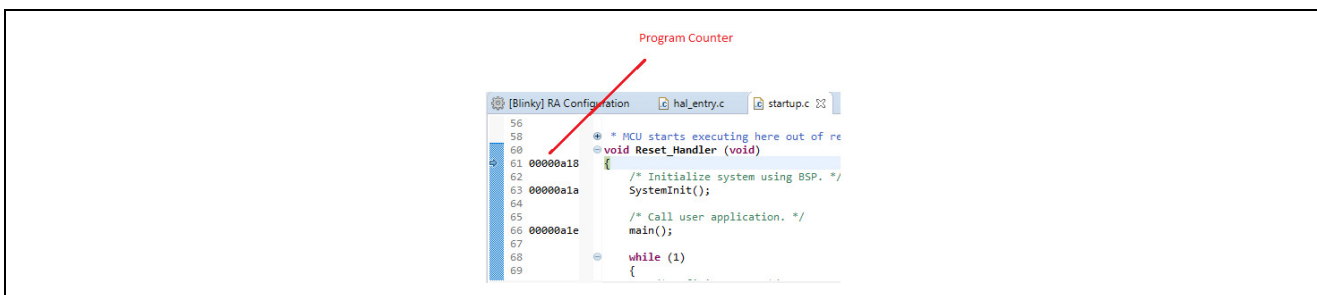 Program Counter
[Blinky] RA Configuration hal_entry.c startup.c
56
58 * MCU starts executing here out of re
60 void Reset_Handler (void)
61 00000a18 {
62 /* Initialize system using BSP. */
63 00000a1a SystemInit();
64
65 /* Call user application. */
66 00000a1e main();
67
68 while (1)
69 {